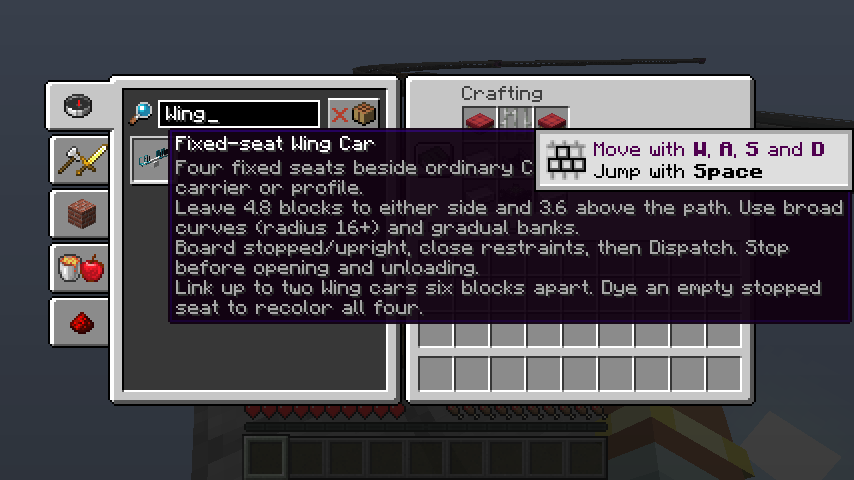 Crafting
Wing_
Fixed-seat Wing Car
Four fixed seats beside ordinary C
carrier or profile.
Leave 4.8 blocks to either side and 3.6 above the path. Use broad
curves (radius 16+) and gradual banks.
Board stopped/upright, close restraints, then Dispatch. Stop
before opening and unloading.
Link up to two Wing cars six blocks apart. Dye an empty stopped
seat to recolor all four.
Move with W, A, S and D
Jump with Space